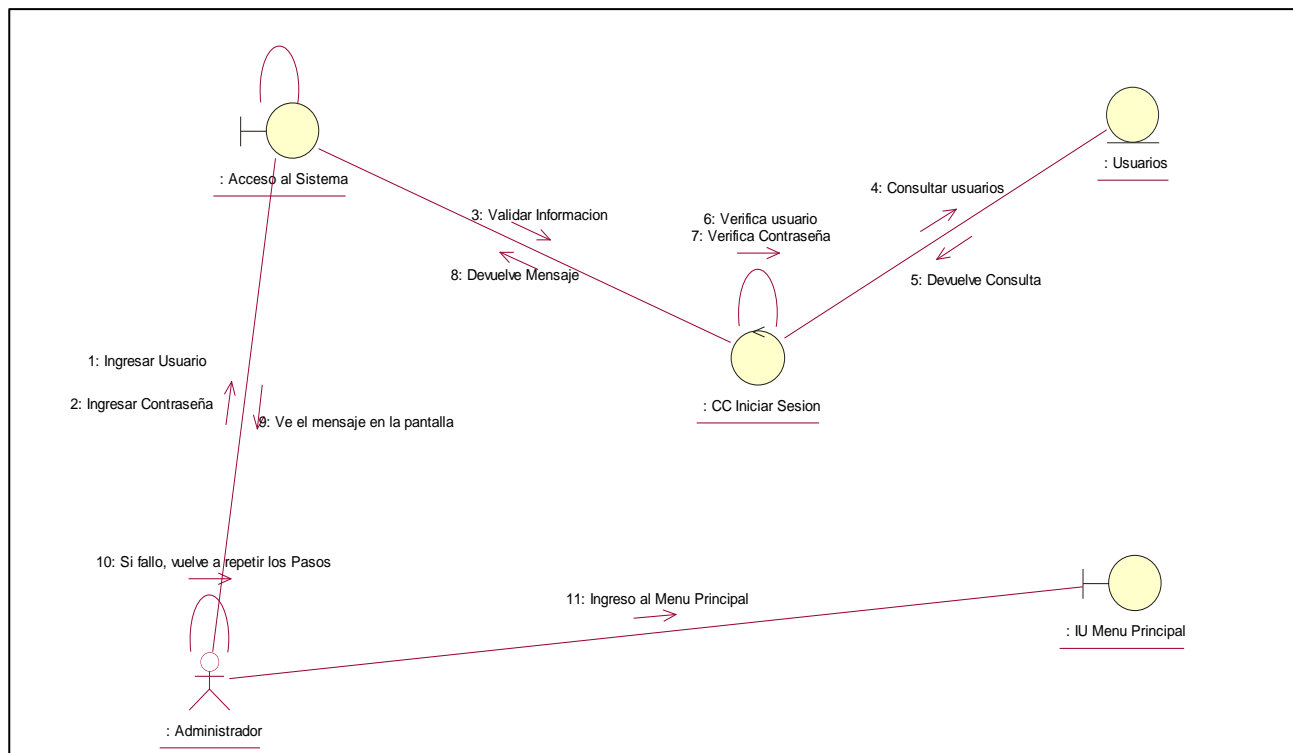 : Acceso al Sistema
: Usuarios
4: Consultar usuarios
3: Validar Informacion
6: Verifica usuario
7: Verifica Contraseña
8: Devuelve Mensaje
5: Devuelve Consulta
1: Ingresar Usuario
2: Ingresar Contraseña
: CC Iniciar Sesion
9: Ve el mensaje en la pantalla
10: Si fallo, vuelve a repetir los Pasos
11: Ingreso al Menu Principal
: IU Menu Principal
: Administrador